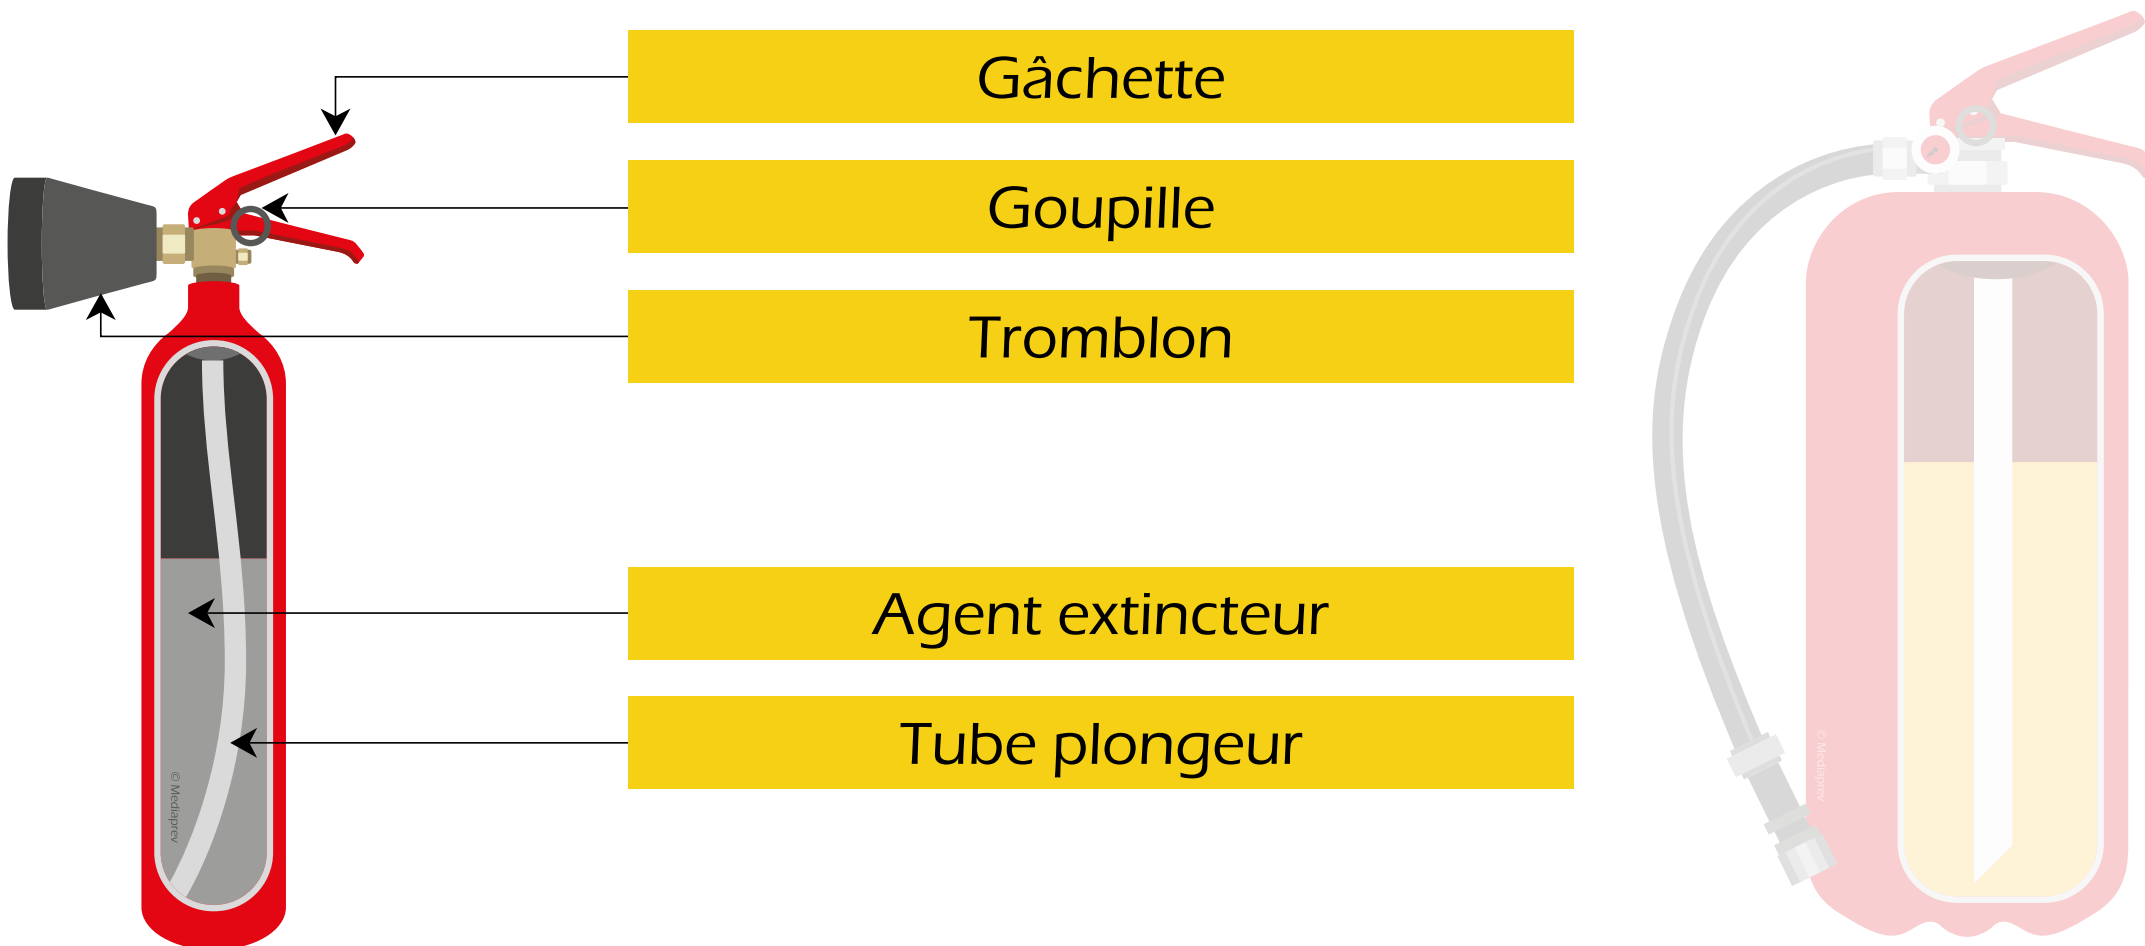 Gâchette
Goupille
Tromblon
Agent extincteur
Tube plongeur
© Mediaprev
© Mediaprev